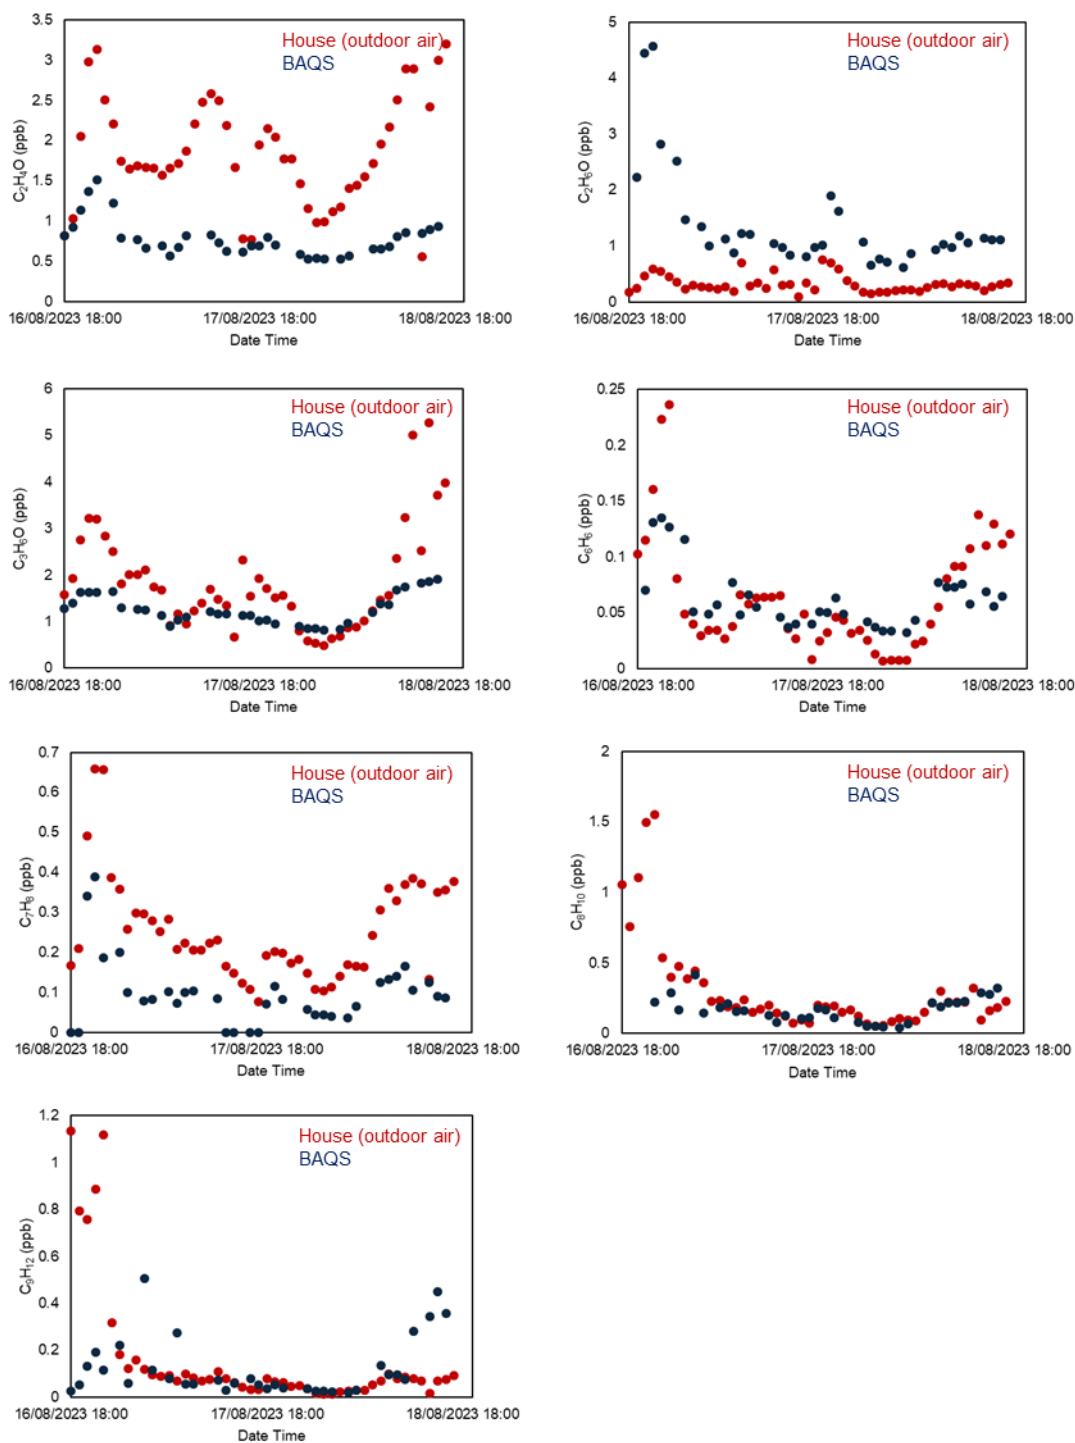 3.5
3
2.5
2
1.5
1
0.5
0
C2H4O (ppb)
House (outdoor air)
BAQS
16/08/2023 18:00 17/08/2023 18:00 18/08/2023 18:00
Date Time
5
4
3
2
1
0
C2H6O (ppb)
House (outdoor air)
BAQS
16/08/2023 18:00 17/08/2023 18:00 18/08/2023 18:00
Date Time
6
5
4
3
2
1
0
C3H6O (ppb)
House (outdoor air)
BAQS
16/08/2023 18:00 17/08/2023 18:00 18/08/2023 18:00
Date Time
0.25
0.2
0.15
0.1
0.05
0
C6H6 (ppb)
House (outdoor air)
BAQS
16/08/2023 18:00 17/08/2023 18:00 18/08/2023 18:00
Date Time
0.7
0.6
0.5
0.4
0.3
0.2
0.1
0
C7H8 (ppb)
House (outdoor air)
BAQS
16/08/2023 18:00 17/08/2023 18:00 18/08/2023 18:00
Date Time
2
1.5
1
0.5
0
C8H10 (ppb)
House (outdoor air)
BAQS
16/08/2023 18:00 17/08/2023 18:00 18/08/2023 18:00
Date Time
1.2
1
0.8
0.6
0.4
0.2
0
C9H12 (ppb)
House (outdoor air)
BAQS
16/08/2023 18:00 17/08/2023 18:00 18/08/2023 18:00
Date Time